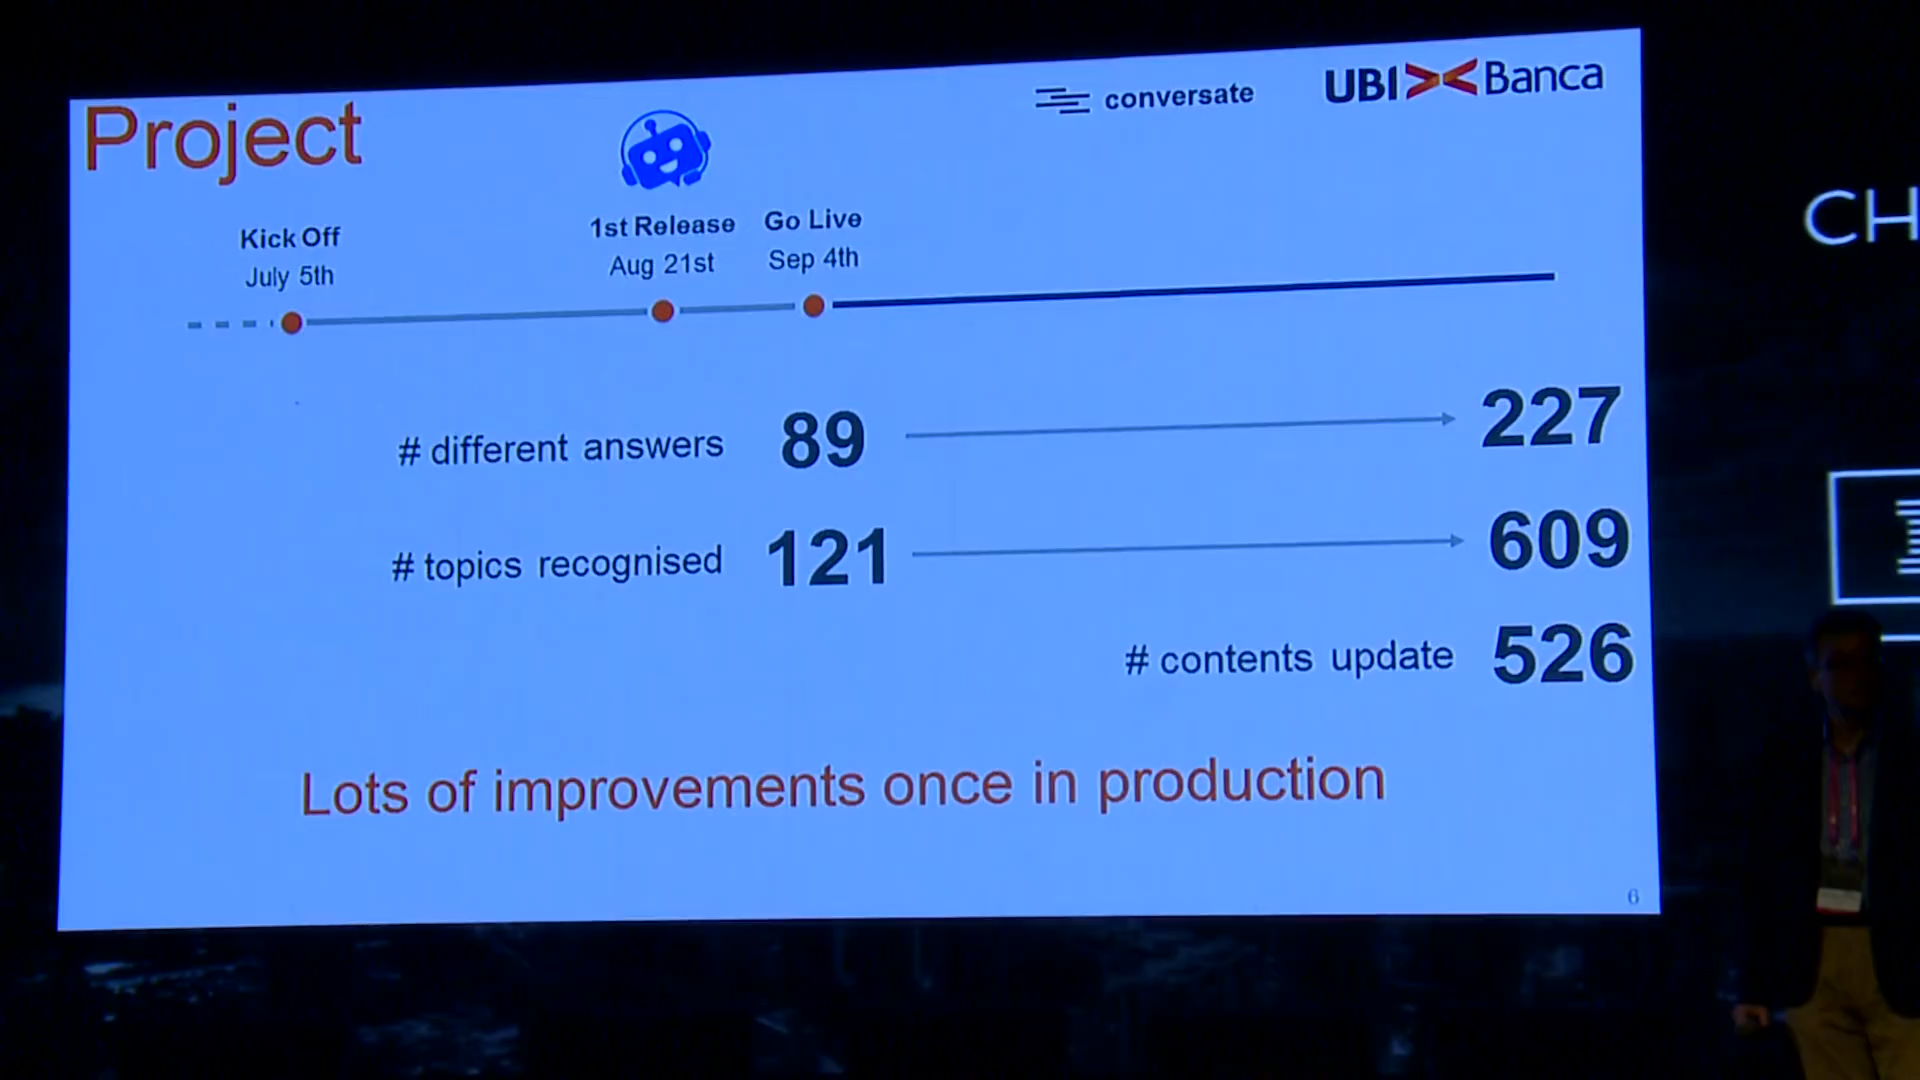 Project
conversate
UBI Banca
Kick Off
July 5th
1st Release
Aug 21st
Go Live
Sep 4th
# different answers 89 227
# topics recognised 121 609
# contents update 526
Lots of improvements once in production
6
CH